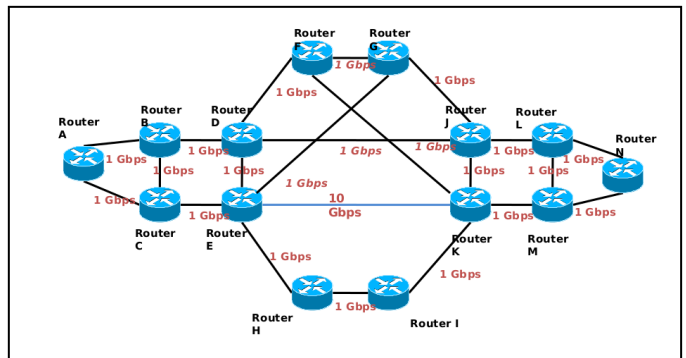 Router
F
Router
G
1 Gbps
1 Gbps
1 Gbps
Router
A
Router
B
Router
D
Router
J
Router
L
Router
N
1 Gbps
1 Gbps
1 Gbps
1 Gbps
1 Gbps
1 Gbps
1 Gbps
1 Gbps
1 Gbps
1 Gbps
1 Gbps
1 Gbps
1 Gbps
10
Gbps
1 Gbps
1 Gbps
1 Gbps
Router
C
Router
E
Router
K
Router
M
1 Gbps
1 Gbps
1 Gbps
Router
H
Router I